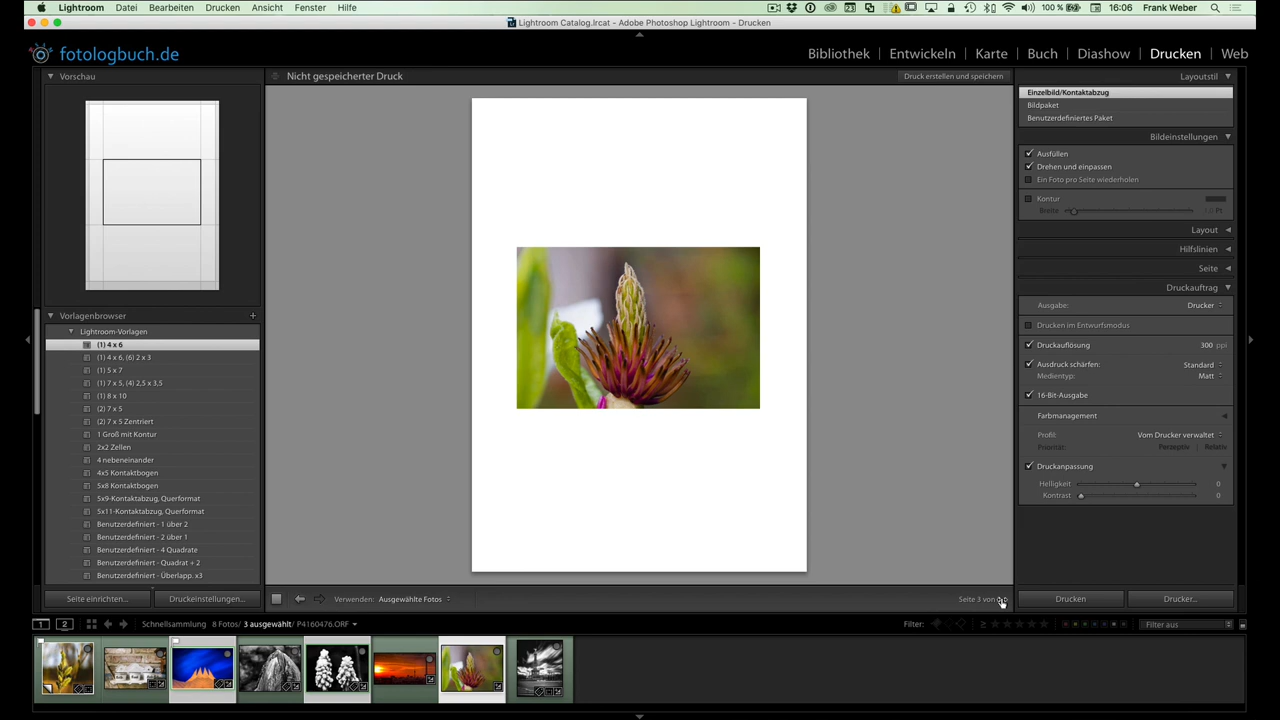 Lightroom Datei Bearbeiten Drucken Ansicht Fenster Hilfe 23 100 % 16:06 Frank Weber
Lightroom Catalog.lrcat - Adobe Photoshop Lightroom - Drucken
fotologbuch.de Bibliothek Entwickeln Karte Buch Diashow Drucken Web
Vorschau
Nicht gespeicherter Druck
Druck erstellen und speichern
Layoutstil
Einzelbild/Kontaktabzug
Bildpaket
Benutzerdefiniertes Paket
Bildeinstellungen
Ausfüllen
Drehen und einpassen
Ein Foto pro Seite wiederholen
Kontur
Breite 1,0 Pt
Layout
Hilfslinien
Seite
Druckauftrag
Ausgabe: Drucker
Drucken im Entwurfsmodus
Druckauflösung 300 ppi
Ausdruck schärfen: Standard
Medientyp: Matt
16-Bit-Ausgabe
Farbmanagement
Profil: Vom Drucker verwaltet
Priorität: Perzeptiv Relativ
Druckanpassung
Helligkeit 0
Kontrast 0
Vorlagenbrowser +
Lightroom-Vorlagen
(1) 4 x 6
(1) 4 x 6, (6) 2 x 3
(1) 5 x 7
(1) 7 x 5, (4) 2,5 x 3,5
(1) 8 x 10
(2) 7 x 5
(2) 7 x 5 Zentriert
1 Groß mit Kontur
2x2 Zellen
4 nebeneinander
4x5 Kontaktbogen
5x8 Kontaktbogen
5x9-Kontaktabzug, Querformat
5x11-Kontaktabzug, Querformat
Benutzerdefiniert - 1 über 2
Benutzerdefiniert - 2 über 1
Benutzerdefiniert - 4 Quadrate
Benutzerdefiniert - Quadrat + 2
Benutzerdefiniert - Überlapp. x3
Seite einrichten... Druckeinstellungen...
Verwenden: Ausgewählte Fotos
Seite 3 von
Drucken Drucker...
1 2 Schnellsammlung 8 Fotos/ 3 ausgewählt/ P4160476.ORF
Filter: Filter aus